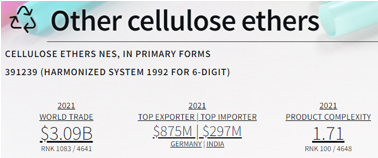 Other cellulose ethers
CELLULOSE ETHERS NES, IN PRIMARY FORMS
391239 (HARMONIZED SYSTEM 1992 FOR 6-DIGIT)
2021
WORLD TRADE
$3.09B
RNK 1083 / 4641
2021
TOP EXPORTER | TOP IMPORTER
$875M | $297M
GERMANY | INDIA
2021
PRODUCT COMPLEXITY
1.71
RNK 100 / 4648